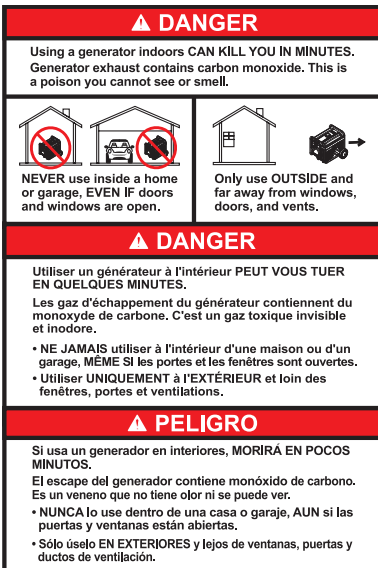 ⚠ DANGER
Using a generator indoors CAN KILL YOU IN MINUTES.
Generator exhaust contains carbon monoxide. This is
a poison you cannot see or smell.
NEVER use inside a home
or garage, EVEN IF doors
and windows are open.
Only use OUTSIDE and
far away from windows,
doors, and vents.
⚠ DANGER
Utiliser un générateur à l'intérieur PEUT VOUS TUER
EN QUELQUES MINUTES.
Les gaz d'échappement du générateur contiennent du
monoxyde de carbone. C'est un gaz toxique invisible
et inodore.
• NE JAMAIS utiliser à l'intérieur d'une maison ou d'un
garage, MÊME SI les portes et les fenêtres sont ouvertes.
• Utiliser UNIQUEMENT à l'EXTÉRIEUR et loin des
fenêtres, portes et ventilations.
⚠ PELIGRO
Si usa un generador en interiores, MORIRÁ EN POCOS
MINUTOS.
El escape del generador contiene monóxido de carbono.
Es un veneno que no tiene olor ni se puede ver.
• NUNCA lo use dentro de una casa o garaje, AUN si las
puertas y ventanas están abiertas.
• Sólo úselo EN EXTERIORES y lejos de ventanas, puertas y
ductos de ventilación.